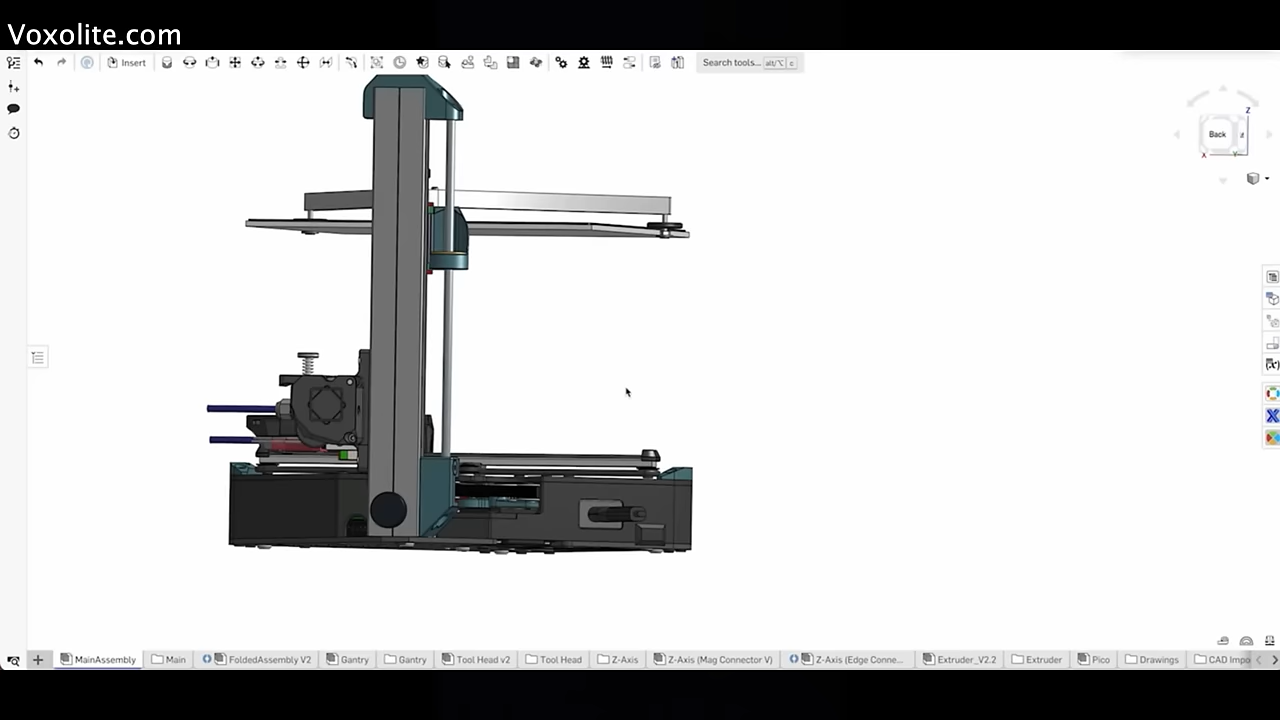 Voxolite.com
Insert
Search tools... alt/⌥ c
Z
Back
X
Y
MainAssembly
Main
FoldedAssembly V2
Gantry
Gantry
Tool Head v2
Tool Head
Z-Axis
Z-Axis (Mag Connector V)
Z-Axis (Edge Conne...
Extruder_V2.2
Extruder
Pico
Drawings
CAD Impo